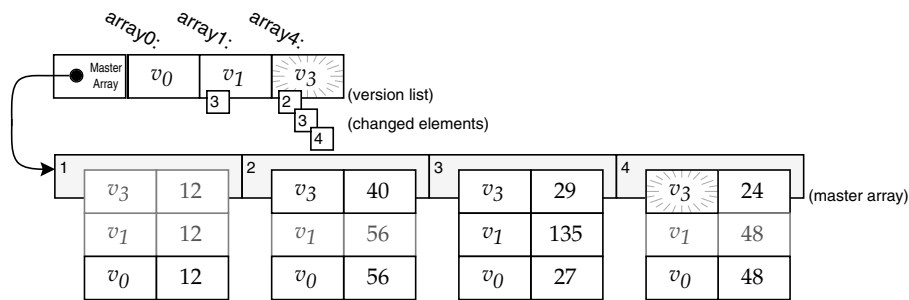 array0: array1: array4:
Master Array v0 v1 v3
(version list)
3 2
3
4
(changed elements)
1 2 3 4
v3 12 v3 40 v3 29 v3 24
(master array)
v1 12 v1 56 v1 135 v1 48
v0 12 v0 56 v0 27 v0 48